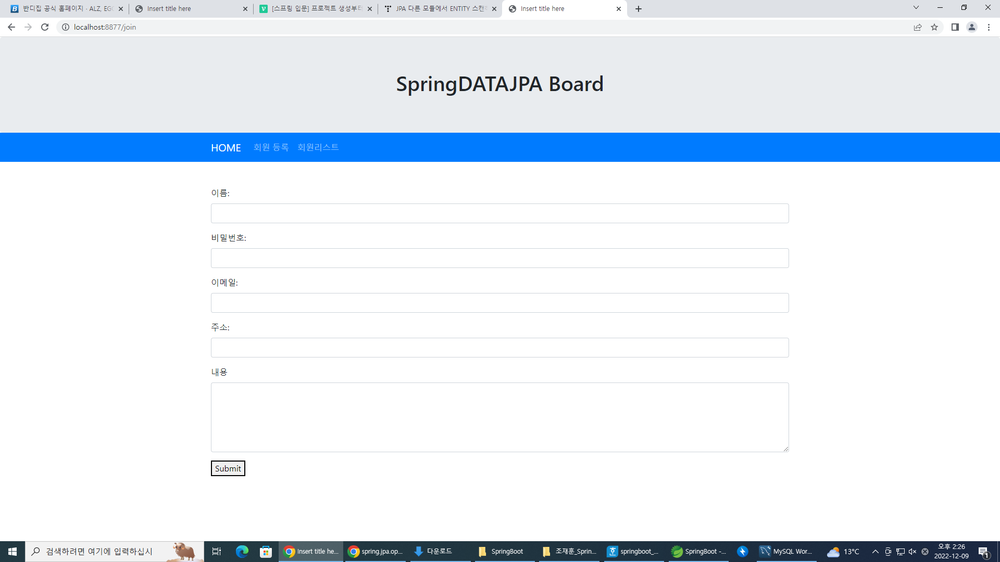 반디집 공식 홈페이지 · ALZ, EGG
Insert title here
[스프링 입문] 프로젝트 생성부터
JPA 다른 모듈에서 ENTITY 스캔하
Insert title here
localhost:8877/join
SpringDATAJPA Board
HOME 회원 등록 회원리스트
이름:
비밀번호:
이메일:
주소:
내용
Submit
검색하려면 여기에 입력하십시
Insert title he...
spring.jpa.op...
다운로드
SpringBoot
조재훈_Sprin...
springboot_...
SpringBoot -...
MySQL Wor...
13°C
오후 2:26
2022-12-09
1